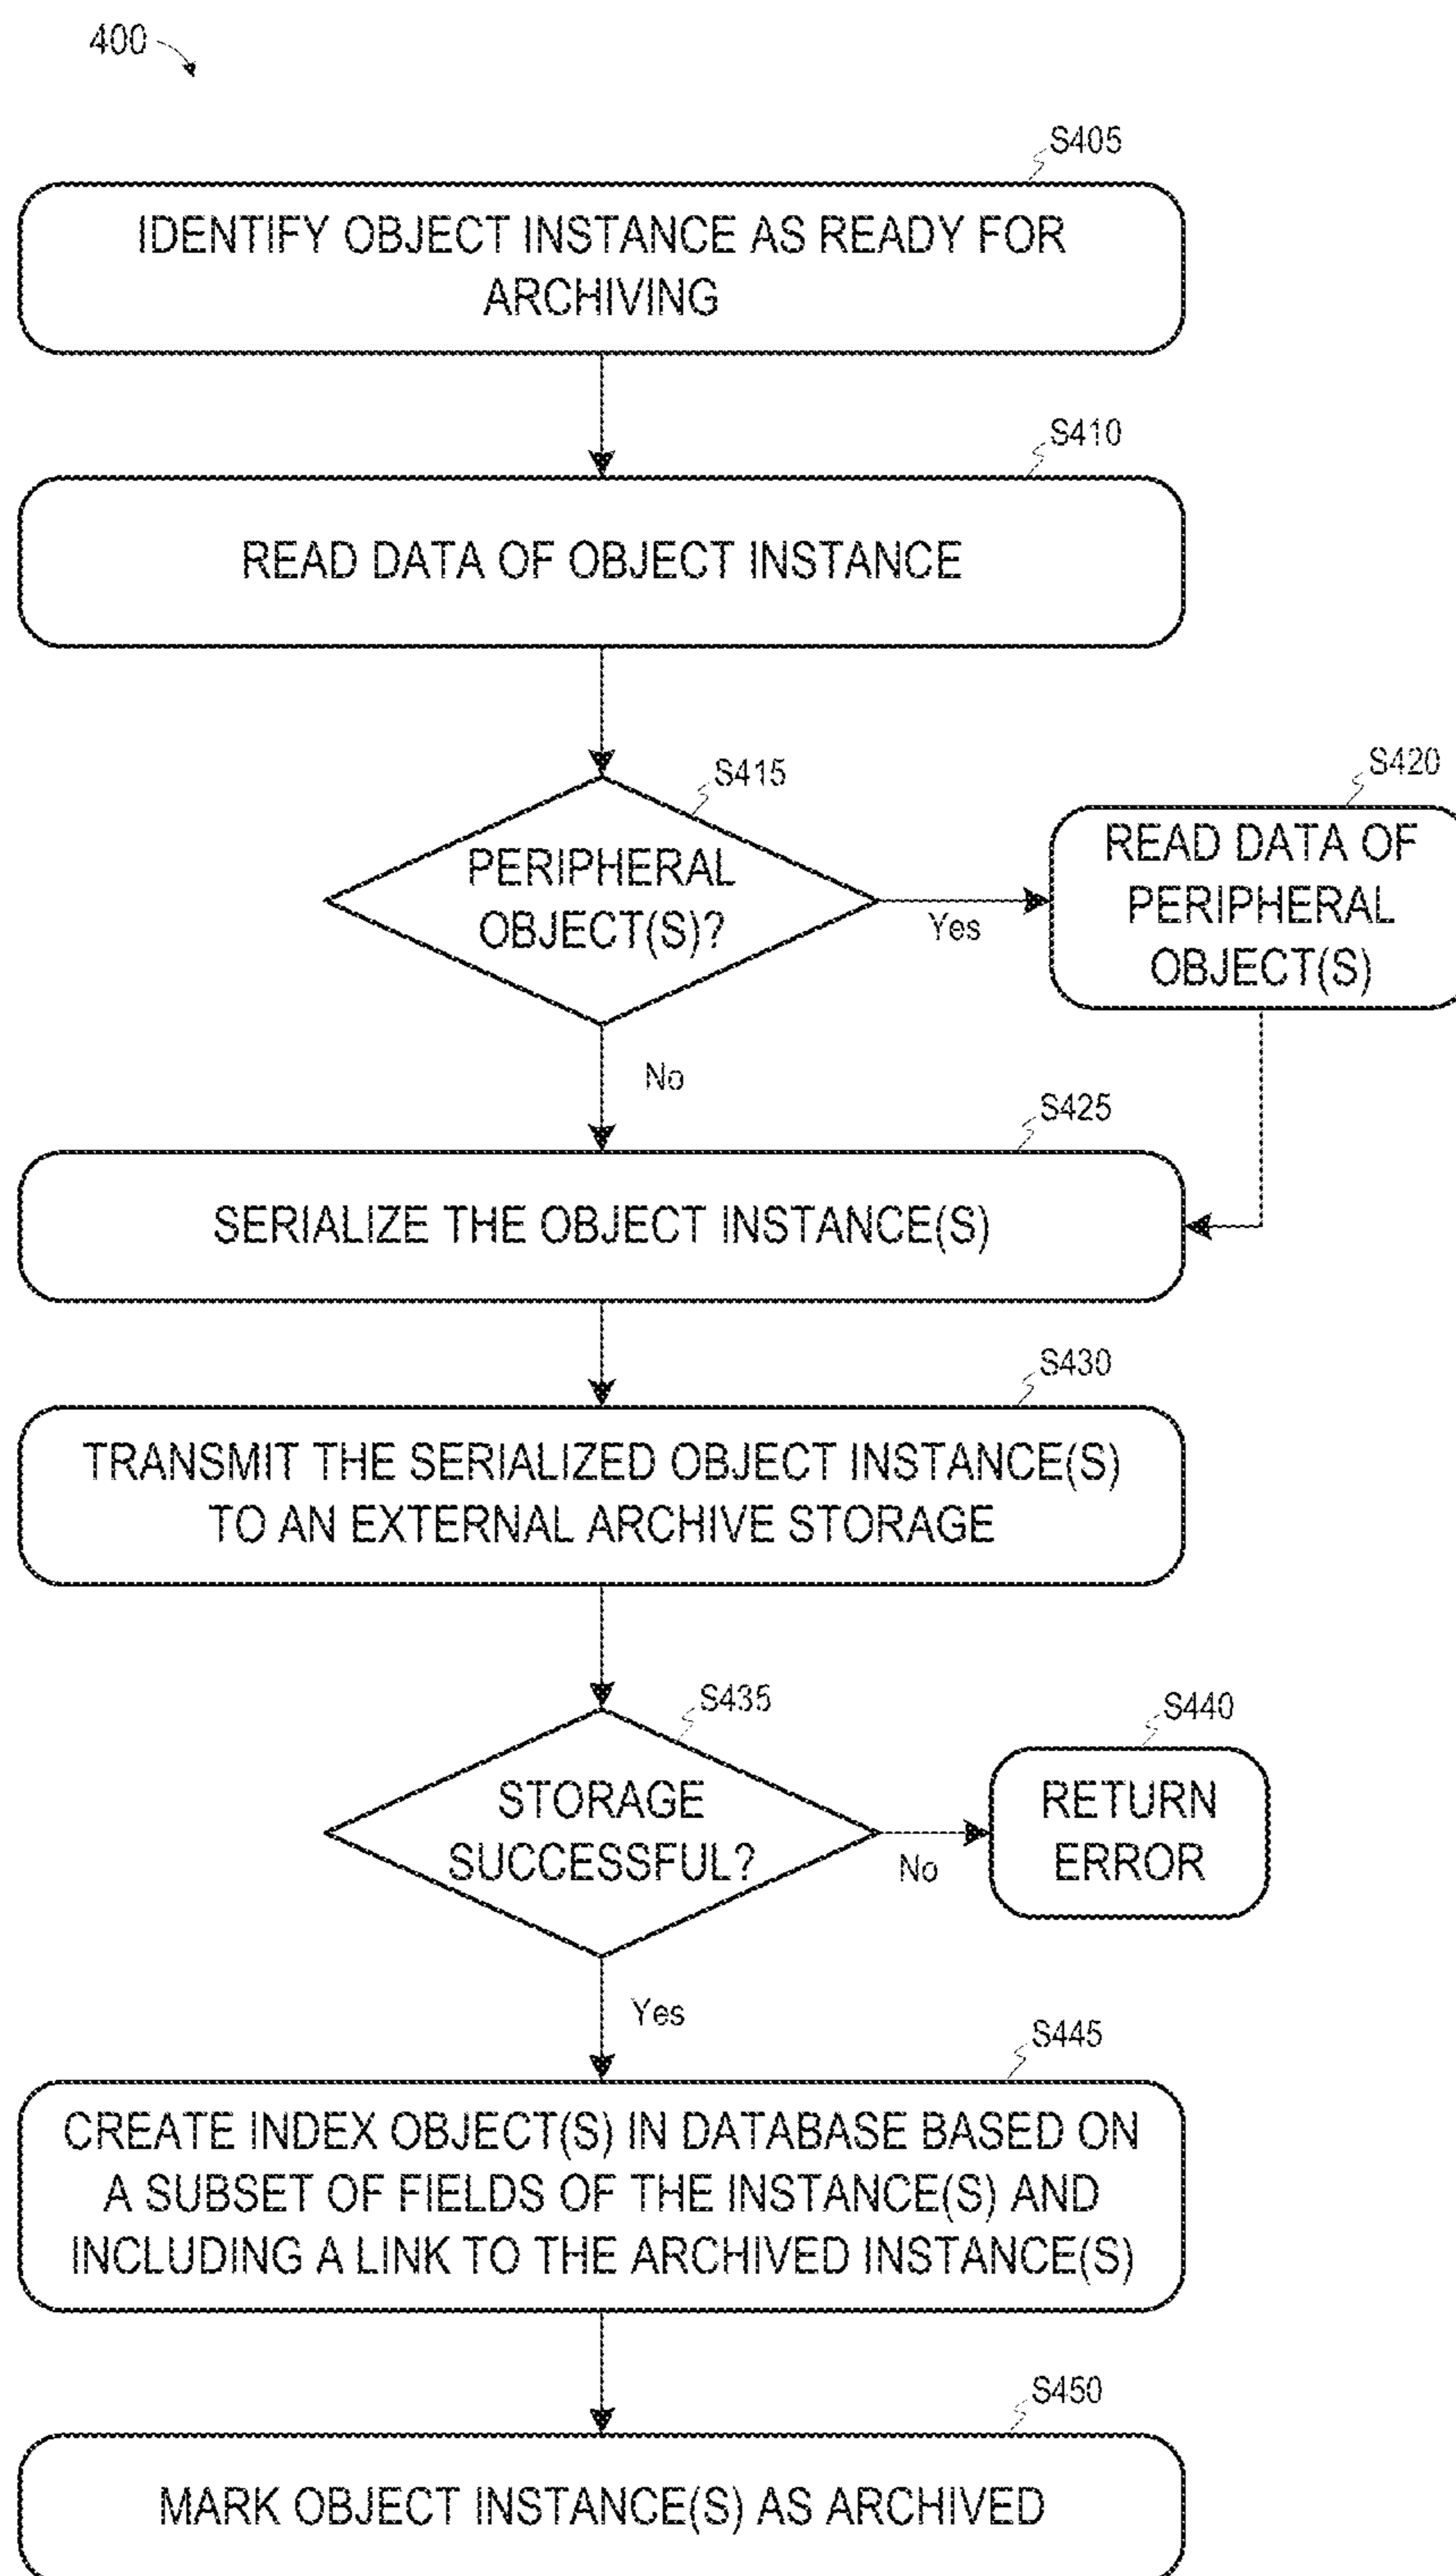 400
S405
IDENTIFY OBJECT INSTANCE AS READY FOR
ARCHIVING
S410
READ DATA OF OBJECT INSTANCE
S415
PERIPHERAL
OBJECT(S)?
Yes
S420
READ DATA OF
PERIPHERAL
OBJECT(S)
No
S425
SERIALIZE THE OBJECT INSTANCE(S)
S430
TRANSMIT THE SERIALIZED OBJECT INSTANCE(S)
TO AN EXTERNAL ARCHIVE STORAGE
S435
STORAGE
SUCCESSFUL?
No
S440
RETURN
ERROR
Yes
S445
CREATE INDEX OBJECT(S) IN DATABASE BASED ON
A SUBSET OF FIELDS OF THE INSTANCE(S) AND
INCLUDING A LINK TO THE ARCHIVED INSTANCE(S)
S450
MARK OBJECT INSTANCE(S) AS ARCHIVED